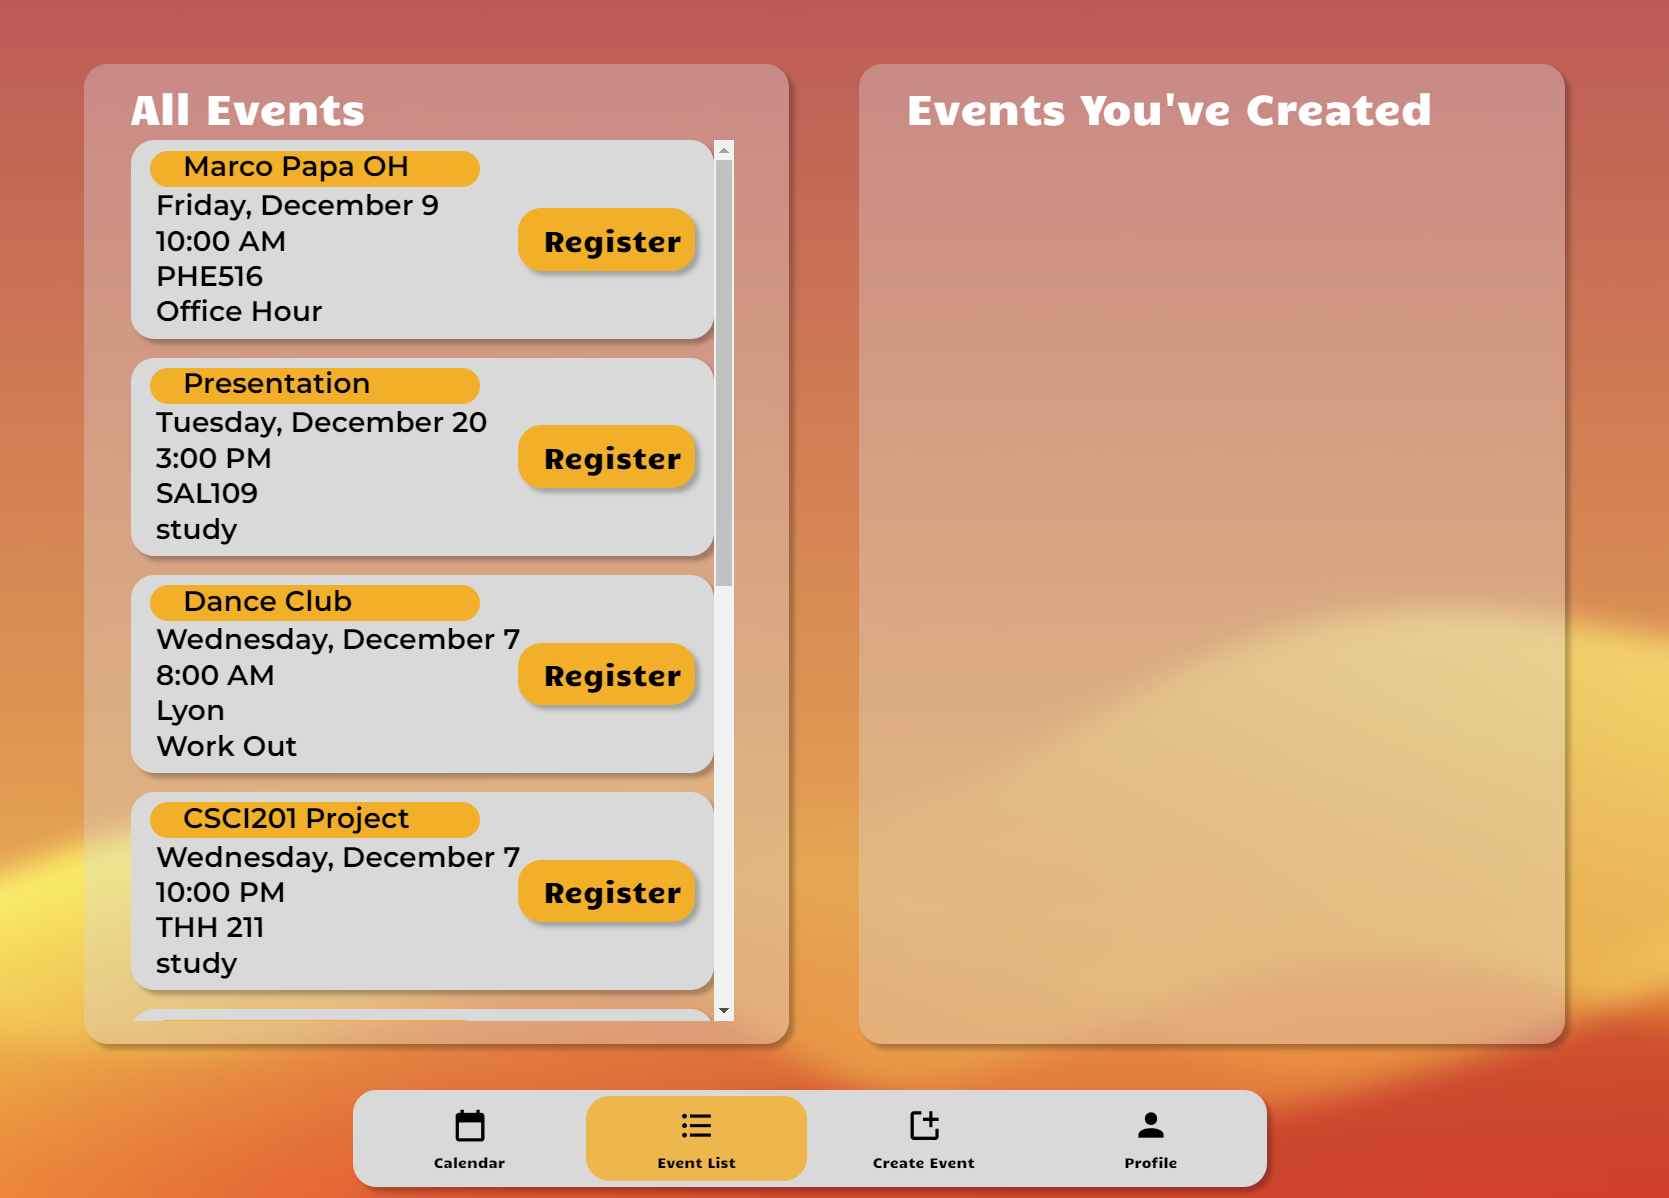 All Events
Marco Papa OH
Friday, December 9
10:00 AM
PHE516
Office Hour
Register
Presentation
Tuesday, December 20
3:00 PM
SAL109
study
Register
Dance Club
Wednesday, December 7
8:00 AM
Lyon
Work Out
Register
CSCI201 Project
Wednesday, December 7
10:00 PM
THH 211
study
Register
Events You've Created
Calendar
Event List
Create Event
Profile